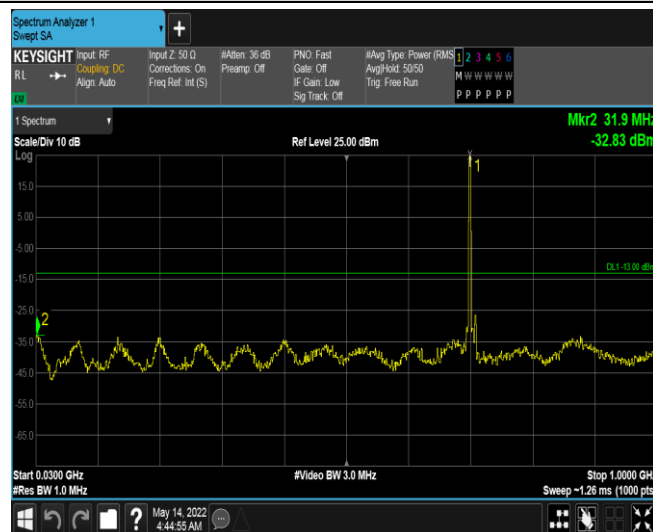 Spectrum Analyzer 1
Swept SA
+
KEYSIGHT
RL
Input: RF
Coupling: DC
Align: Auto
Input Z: 50 Ω
Corrections: On
Freq Ref: Int (S)
#Atten: 36 dB
Preamp: Off
PNO: Fast
Gate: Off
IF Gain: Low
Sig Track: Off
#Avg Type: Power (RMS
Avg|Hold: 50/50
Trig: Free Run
1 2 3 4 5 6
M W W W W W
P P P P P P
1 Spectrum
Scale/Div 10 dB
Ref Level 25.00 dBm
Mkr2 31.9 MHz
-32.83 dBm
Log
15.0
5.00
-5.00
-15.0
-25.0
-35.0
-45.0
-55.0
-65.0
1
2
DL1 -13.00 dBm
Start 0.0300 GHz
#Res BW 1.0 MHz
#Video BW 3.0 MHz
Stop 1.0000 GHz
Sweep ~1.26 ms (1000 pts)
?
May 14, 2022
4:44:55 AM